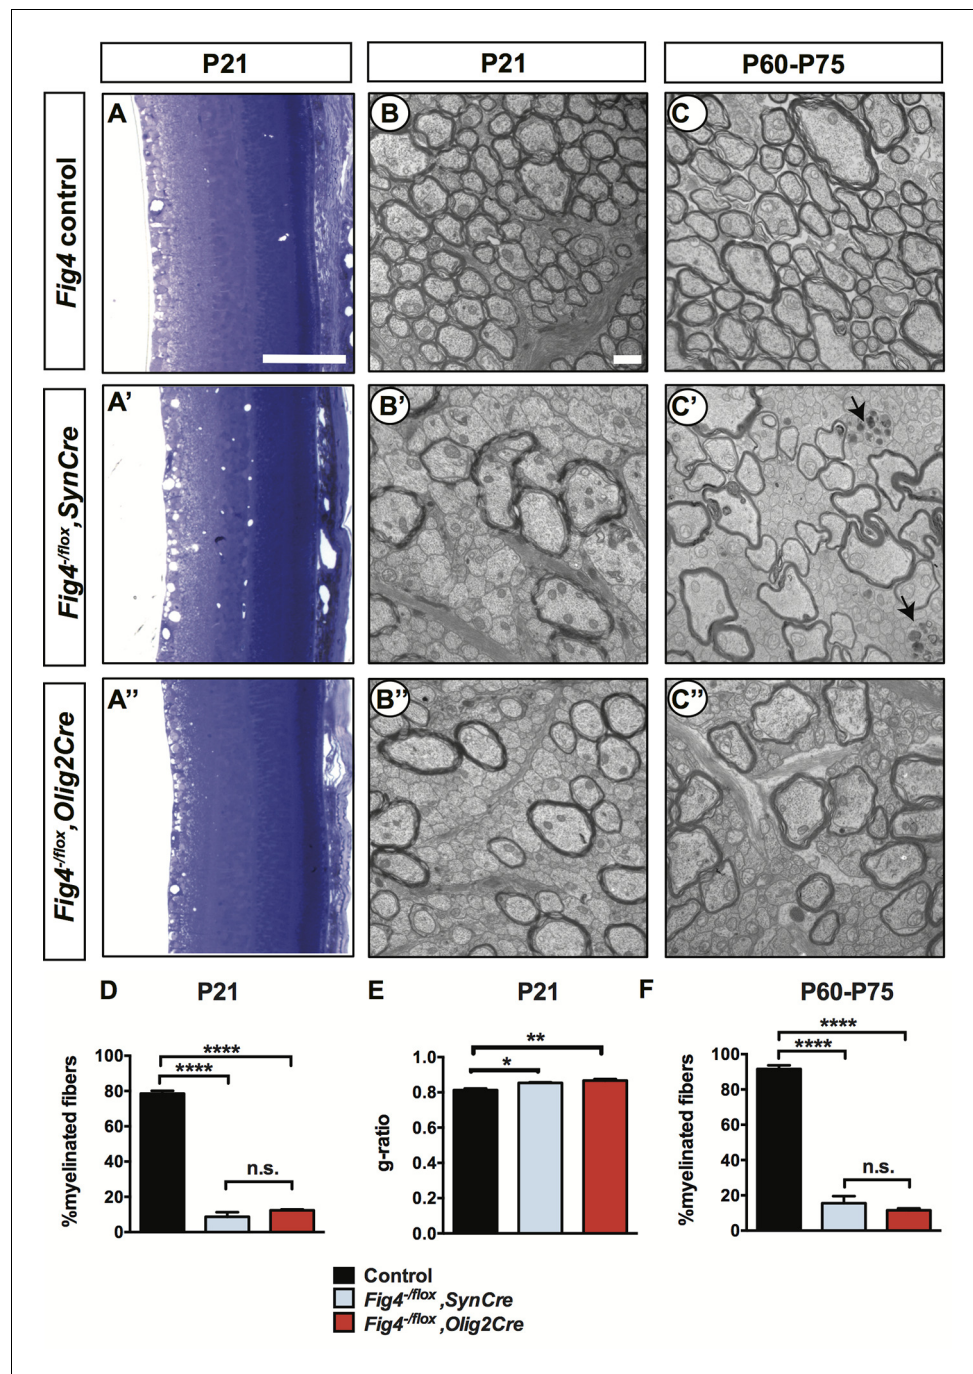 P21 P21 P60-P75
Fig4 control
A B C
Fig4-/flox,SynCre
A' B' C'
Fig4-/flox,Olig2Cre
A'' B'' C''
D P21 E P21 F P60-P75
%myelinated fibers
100
80
60
40
20
0
****
****
n.s.
g-ratio
1.0
0.8
0.6
0.4
0.2
0.0
**
*
%myelinated fibers
100
80
60
40
20
0
****
****
n.s.
Control
Fig4-/flox ,SynCre
Fig4-/flox ,Olig2Cre